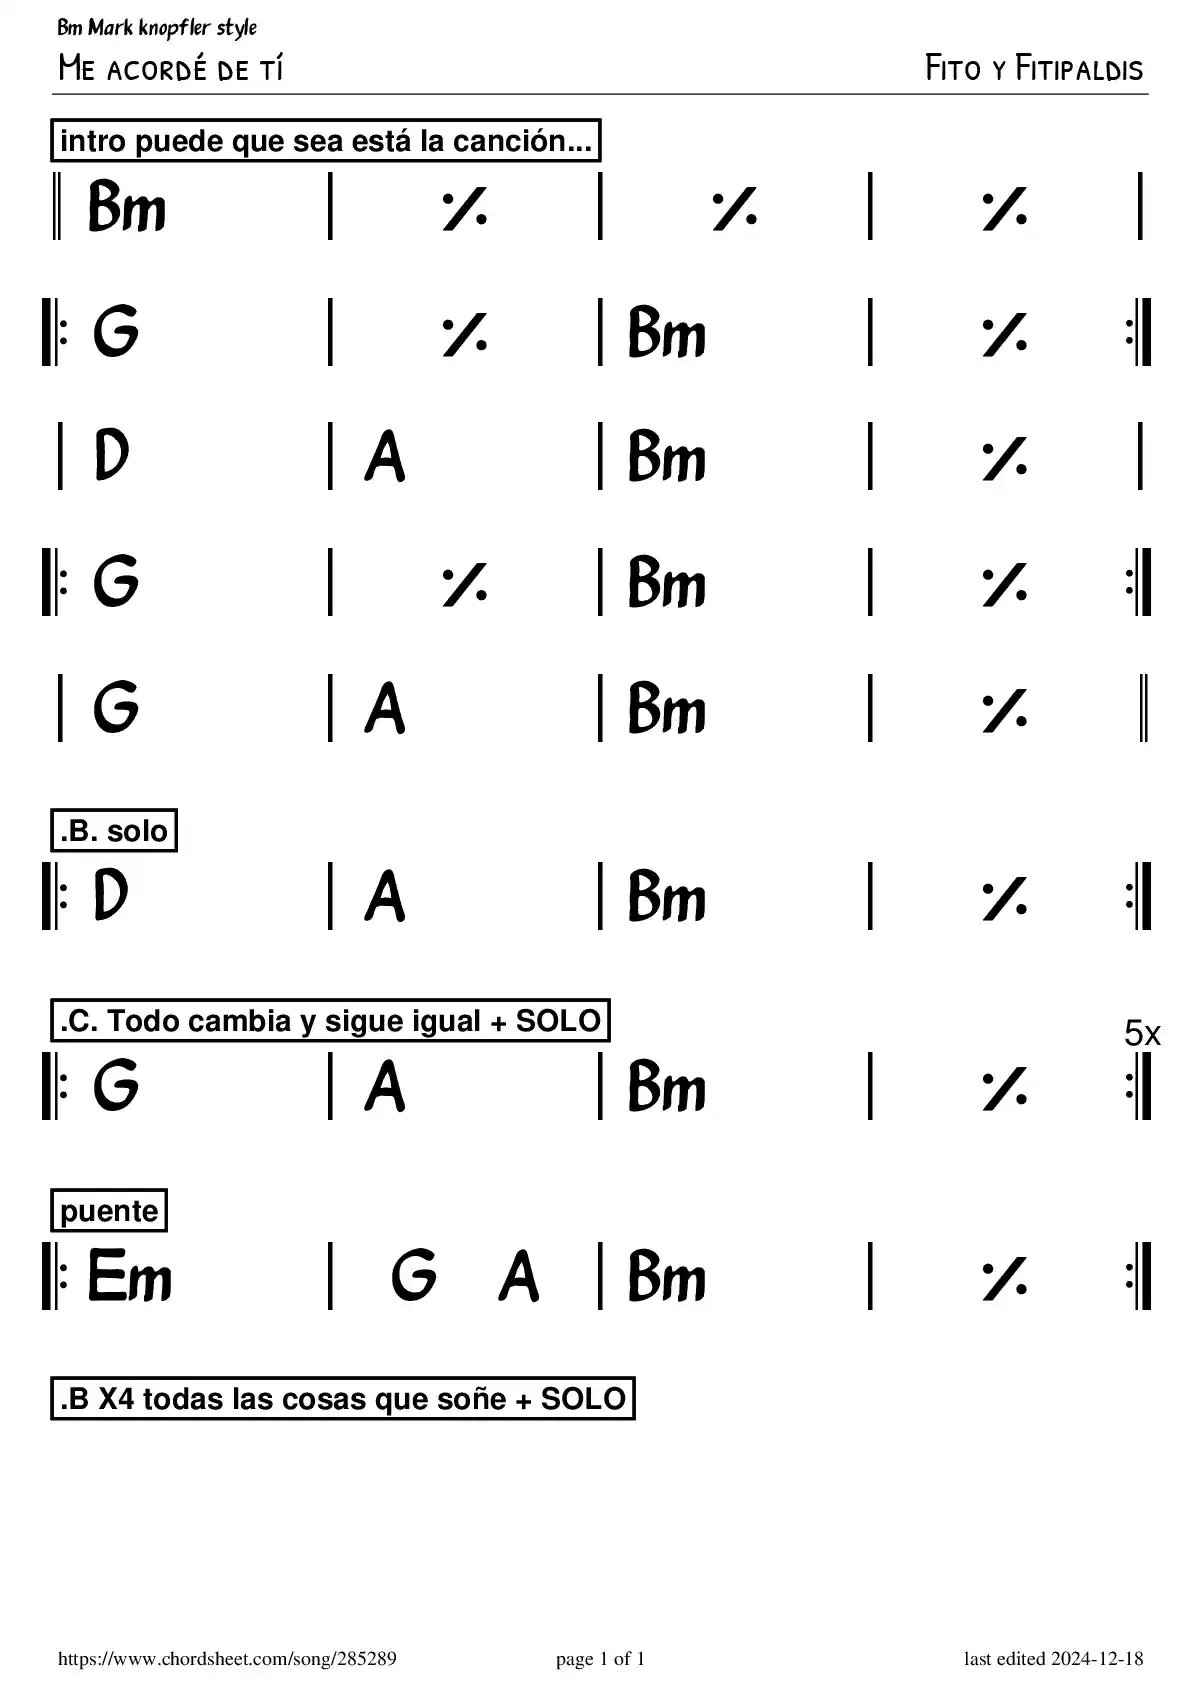 Bm Mark knopfler style
Me acordé de tí Fito y Fitipaldis
intro puede que sea está la canción...
Bm | % | % | %
G | % | Bm | %
D | A | Bm | %
G | % | Bm | %
G | A | Bm | %
.B. solo
D | A | Bm | %
.C. Todo cambia y sigue igual + SOLO
5x
G | A | Bm | %
puente
Em | G A | Bm | %
.B X4 todas las cosas que soñe + SOLO
https://www.chordsheet.com/song/285289 page 1 of 1 last edited 2024-12-18